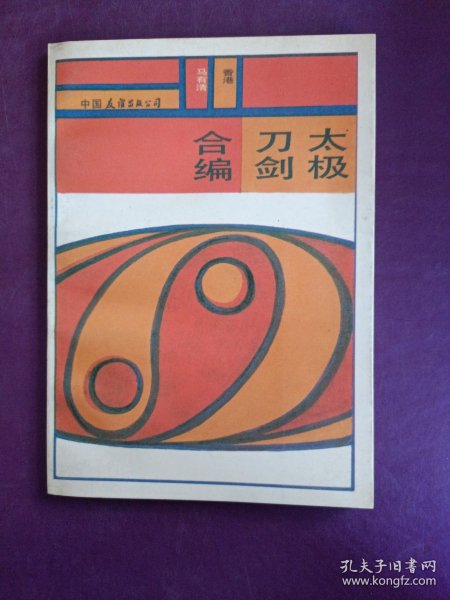 香港
马有清
中国友谊出版公司
太极
刀剑
合编
孔夫子旧书网
www.kongfz.com